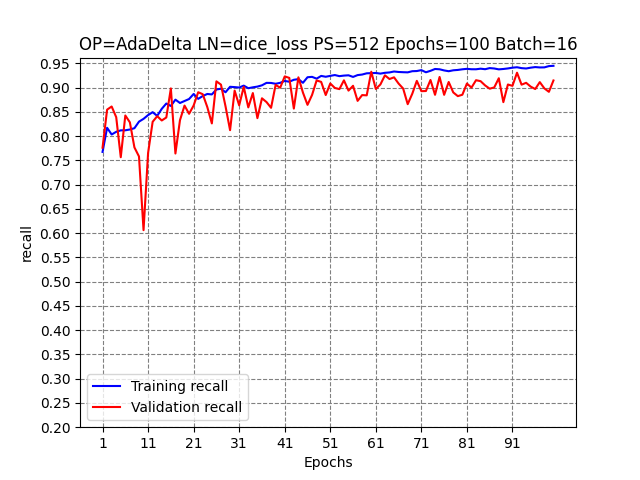 OP=AdaDelta LN=dice_loss PS=512 Epochs=100 Batch=16
0.95
0.90
0.85
0.80
0.75
0.70
0.65
0.60
0.55
0.50
0.45
0.40
0.35
0.30
0.25
0.20
recall
Training recall
Validation recall
1 11 21 31 41 51 61 71 81 91
Epochs